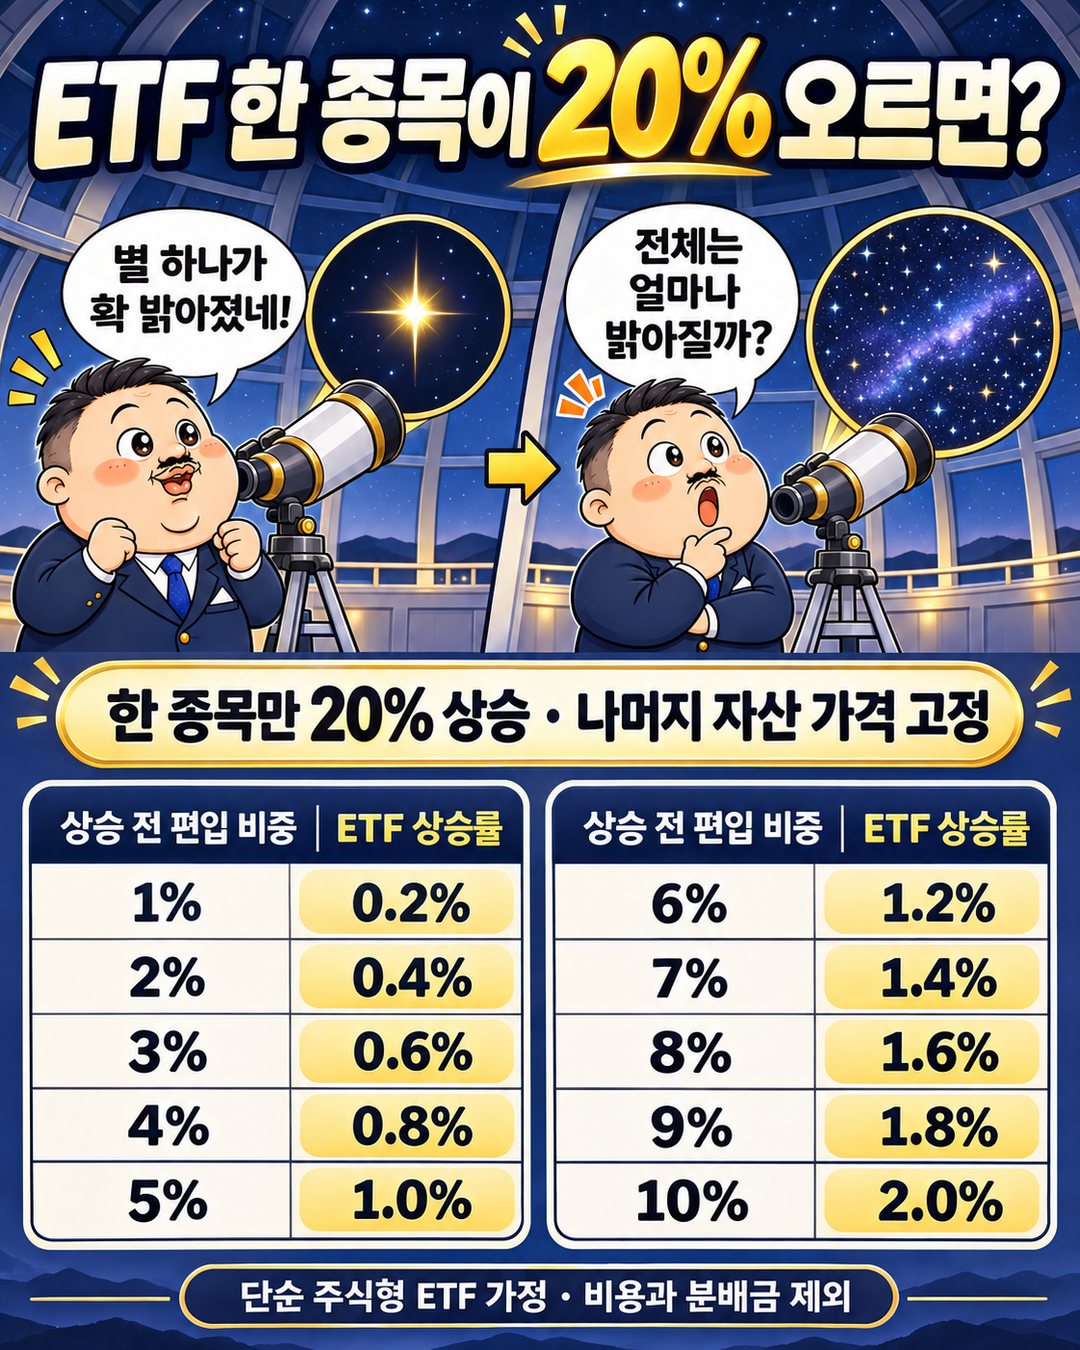 ETF 한 종목이 20% 오르면?
별 하나가
확 밝아졌네!
전체는
얼마나
밝아질까?
한 종목만 20% 상승 · 나머지 자산 가격 고정
상승 전 편입 비중 | ETF 상승률
1% 0.2%
2% 0.4%
3% 0.6%
4% 0.8%
5% 1.0%
상승 전 편입 비중 | ETF 상승률
6% 1.2%
7% 1.4%
8% 1.6%
9% 1.8%
10% 2.0%
단순 주식형 ETF 가정 · 비용과 분배금 제외